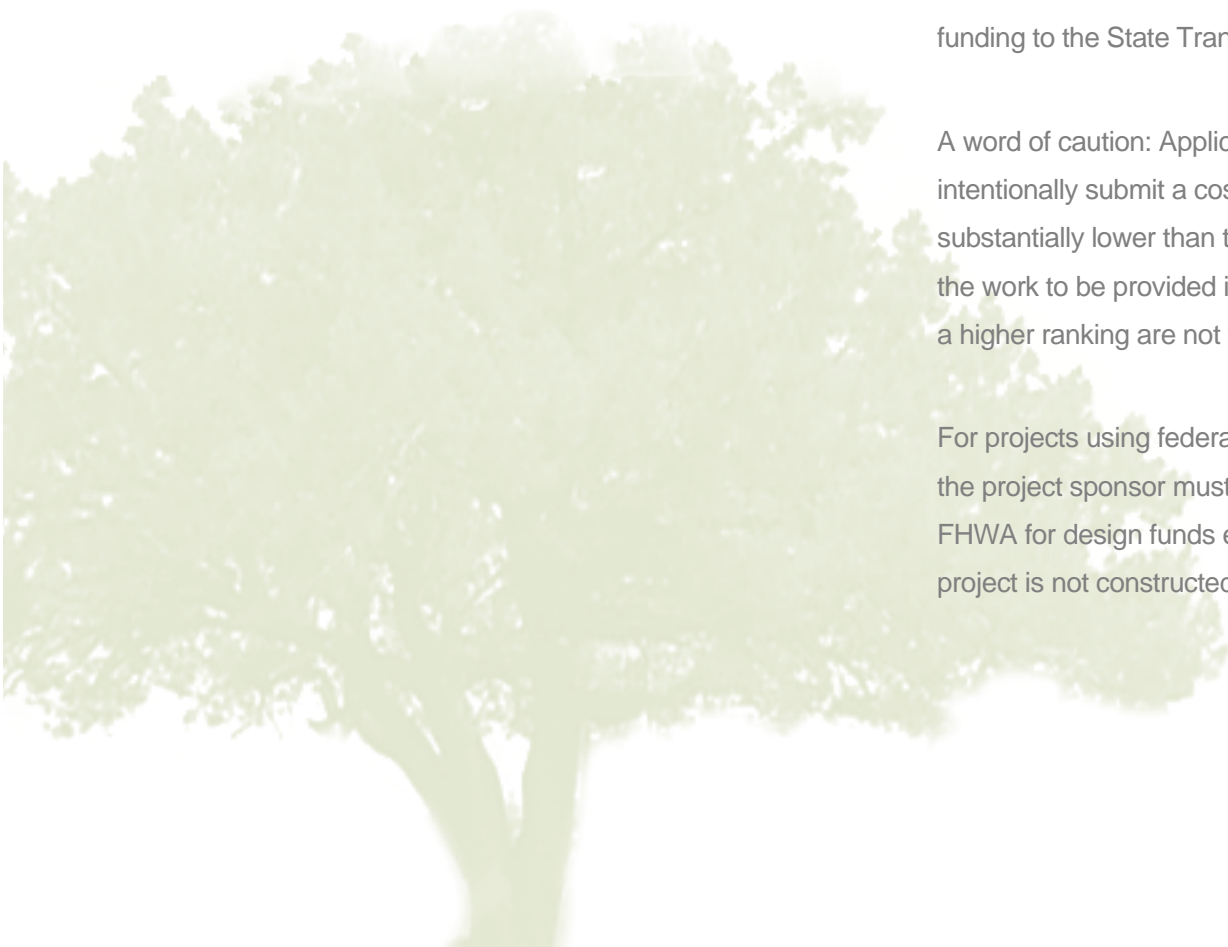 funding to the State Tran
A word of caution: Applic
intentionally submit a cos
substantially lower than t
the work to be provided i
a higher ranking are not
For projects using federa
the project sponsor must
FHWA for design funds e
project is not constructed